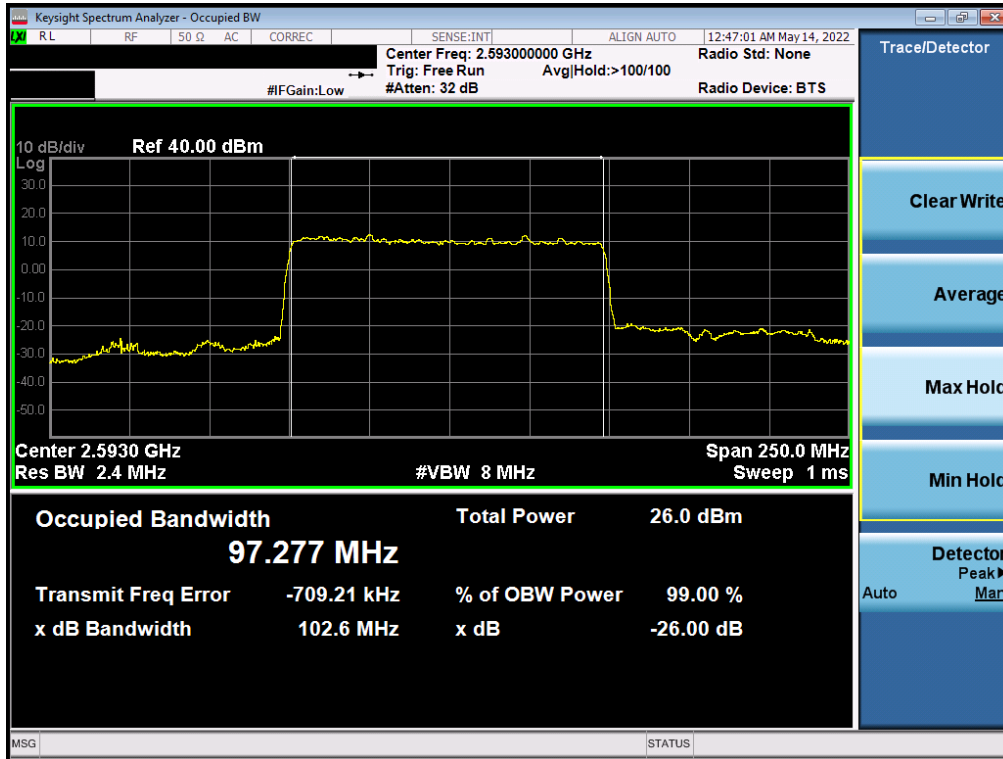 Keysight Spectrum Analyzer - Occupied BW
LXI RL RF 50 Ω AC CORREC SENSE:INT ALIGN AUTO 12:47:01 AM May 14, 2022
Center Freq: 2.593000000 GHz Radio Std: None
Trig: Free Run Avg|Hold:>100/100
#IFGain:Low #Atten: 32 dB Radio Device: BTS
10 dB/div Ref 40.00 dBm
Log
30.0
20.0
10.0
0.00
-10.0
-20.0
-30.0
-40.0
-50.0
Center 2.5930 GHz Span 250.0 MHz
Res BW 2.4 MHz #VBW 8 MHz Sweep 1 ms
Occupied Bandwidth Total Power 26.0 dBm
97.277 MHz
Transmit Freq Error -709.21 kHz % of OBW Power 99.00 %
x dB Bandwidth 102.6 MHz x dB -26.00 dB
MSG STATUS
Trace/Detector
Clear Write
Average
Max Hold
Min Hold
Detector
Peak▶
Auto Man